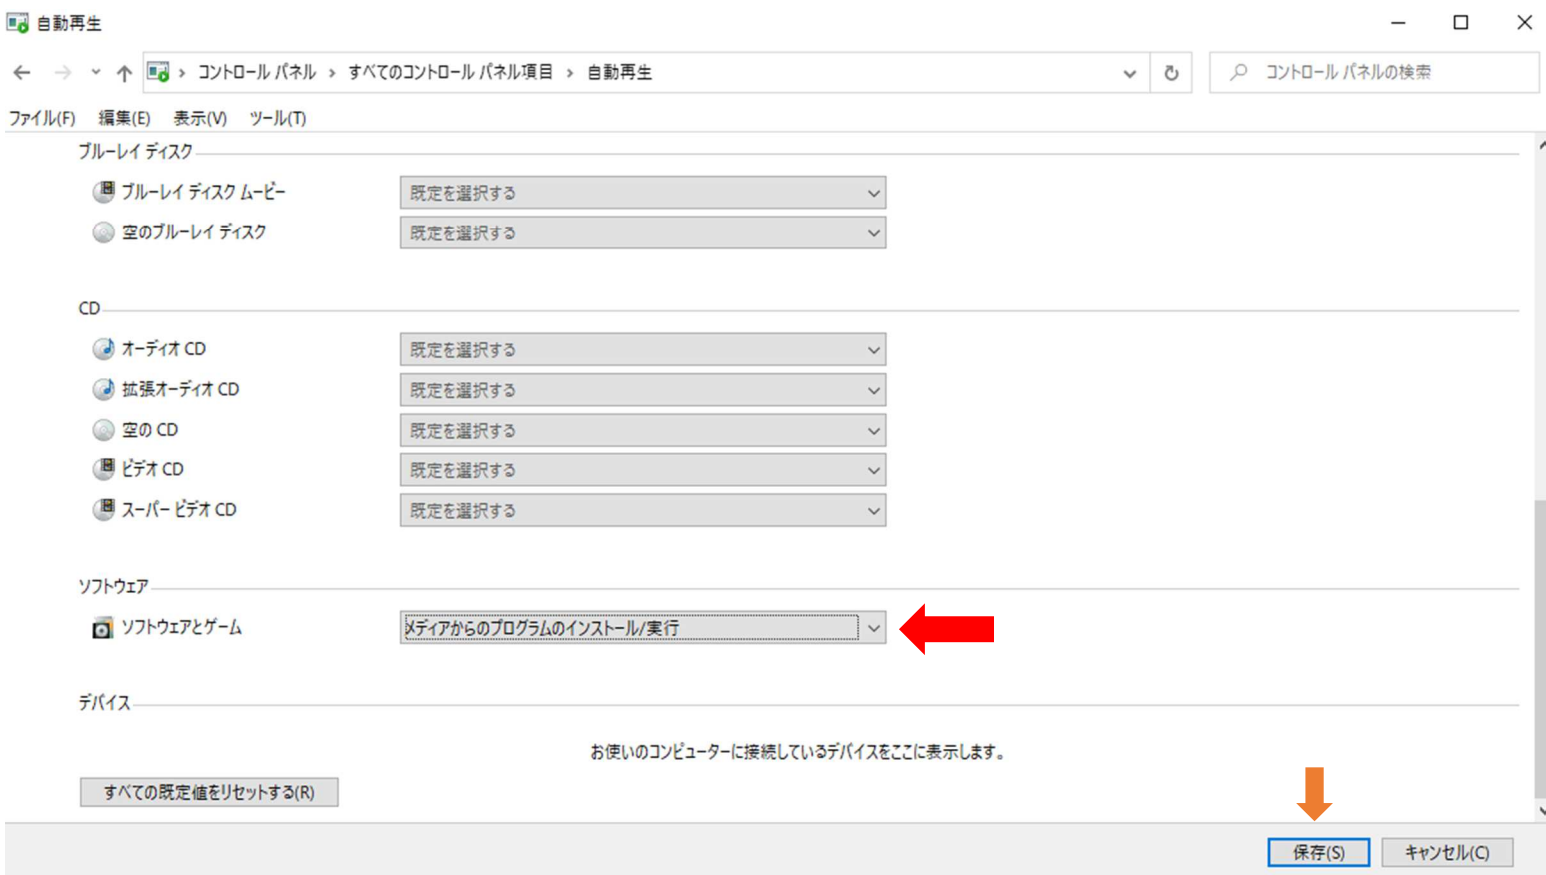 自動再生
コントロール パネル › すべてのコントロール パネル項目 › 自動再生
コントロール パネルの検索
ファイル(F) 編集(E) 表示(V) ツール(T)
ブルーレイ ディスク
ブルーレイ ディスク ムービー 既定を選択する
空のブルーレイ ディスク 既定を選択する
CD
オーディオ CD 既定を選択する
拡張オーディオ CD 既定を選択する
空の CD 既定を選択する
ビデオ CD 既定を選択する
スーパー ビデオ CD 既定を選択する
ソフトウェア
ソフトウェアとゲーム メディアからのプログラムのインストール/実行
デバイス
お使いのコンピューターに接続しているデバイスをここに表示します。
すべての既定値をリセットする(R)
保存(S) キャンセル(C)